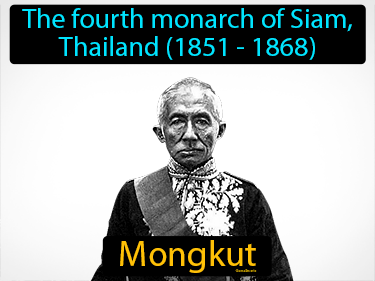 The fourth monarch of Siam,
Thailand (1851 - 1868)
Mongkut